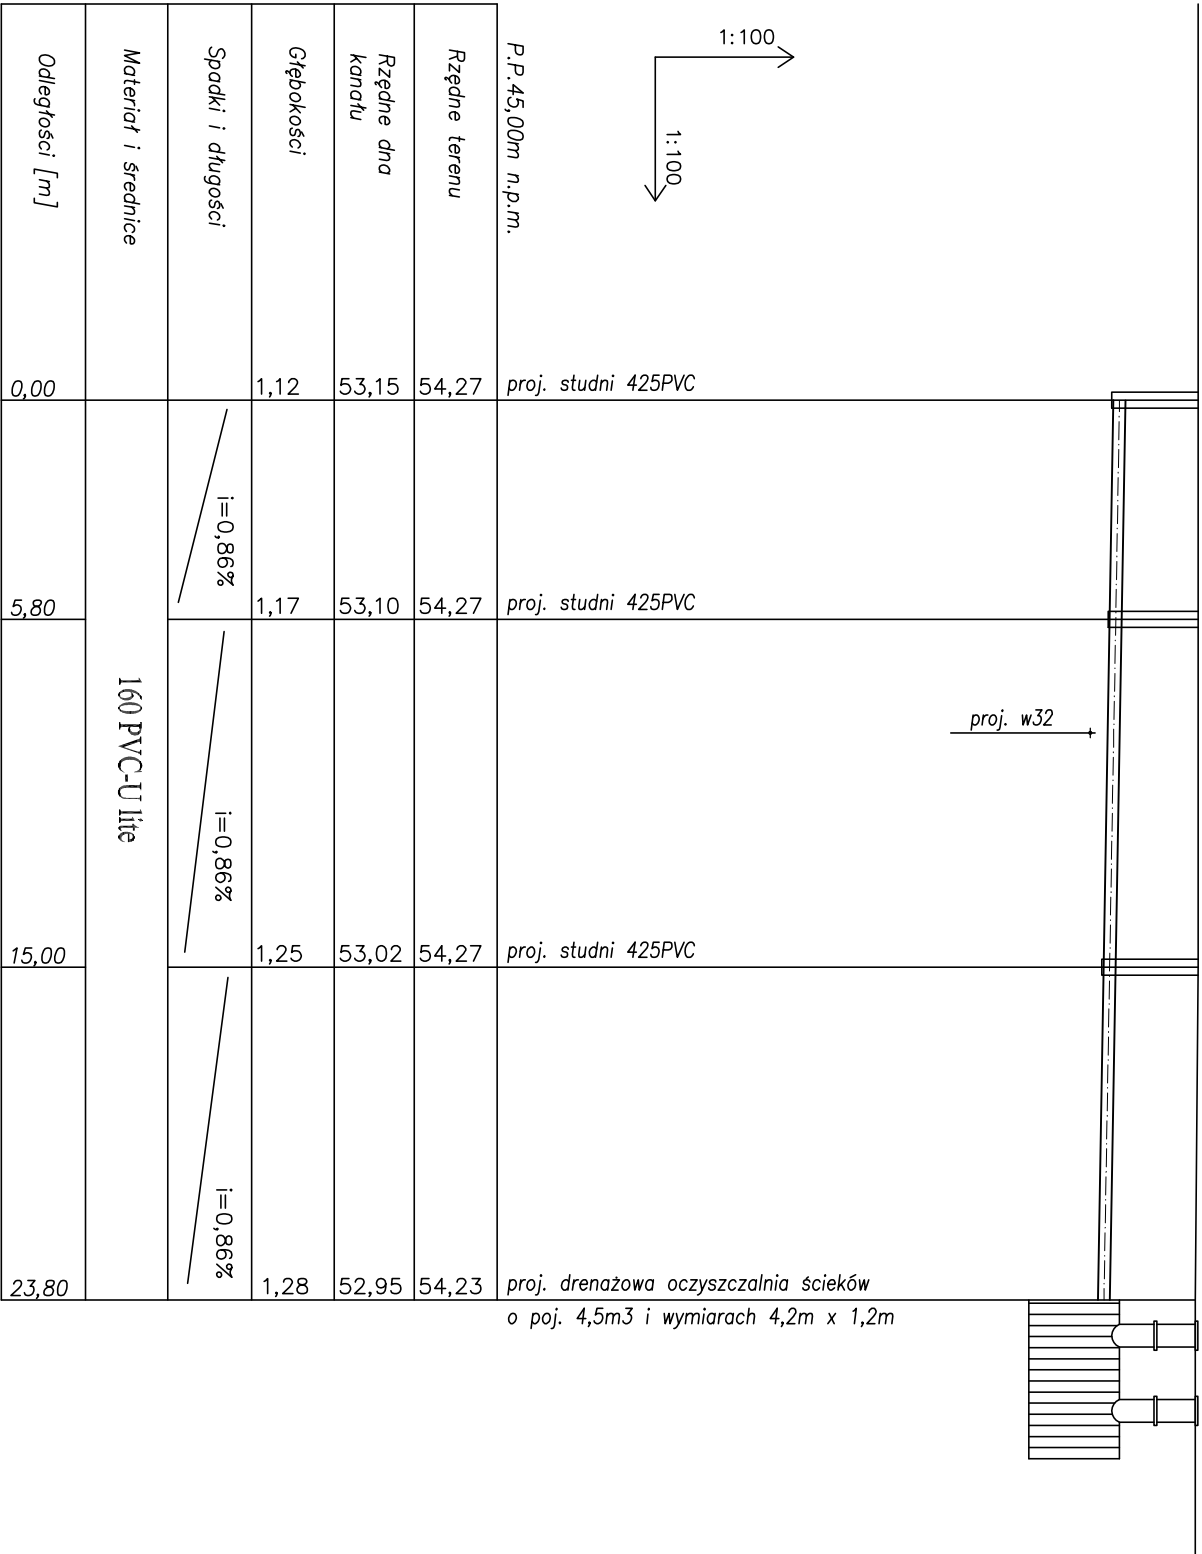 1:100
1:100
P.P.45,00m n.p.m.
Rzędne terenu
Rzędne dna
kanału
Głębokości
Spadki i długości
Materiał i średnice
Odległości [m]
proj. studni 425PVC
54,27
53,15
1,12
0,00
i=0,86%
proj. studni 425PVC
54,27
53,10
1,17
5,80
proj. w32
i=0,86%
160 PVC-U lite
proj. studni 425PVC
54,27
53,02
1,25
15,00
i=0,86%
proj. drenażowa oczyszczalnia ścieków
o poj. 4,5m3 i wymiarach 4,2m x 1,2m
54,23
52,95
1,28
23,80